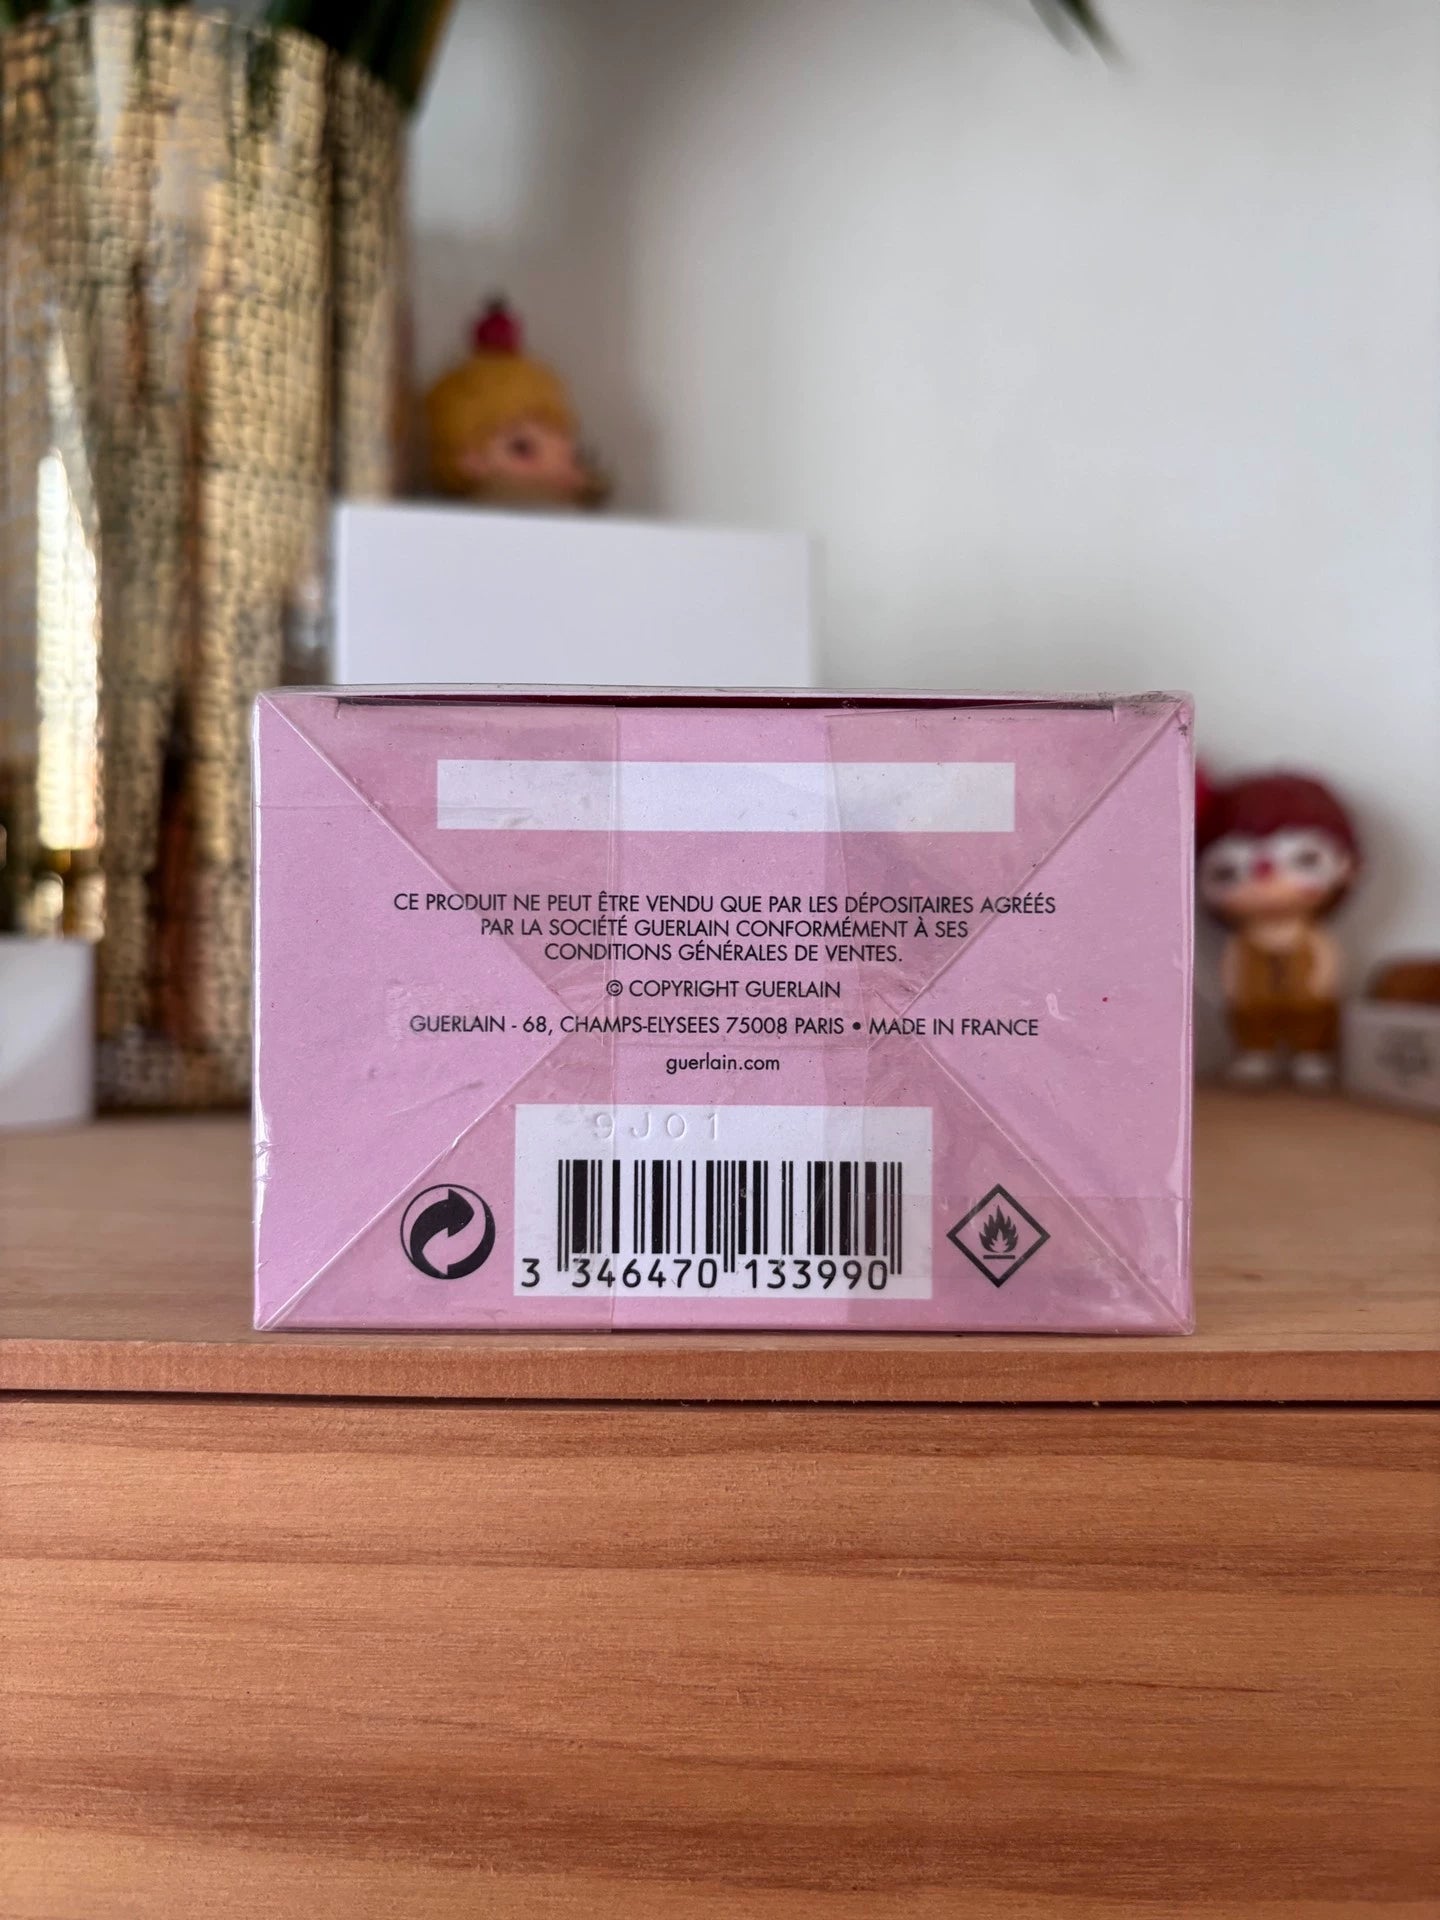 CE PRODUIT NE PEUT ÊTRE VENDU QUE PAR LES DÉPOSITAIRES AGRÉÉS
PAR LA SOCIÉTÉ GUERLAIN CONFORMÉMENT À SES
CONDITIONS GÉNÉRALES DE VENTES.
© COPYRIGHT GUERLAIN
GUERLAIN - 68, CHAMPS-ELYSEES 75008 PARIS • MADE IN FRANCE
guerlain.com
9J01
3 346470 133990